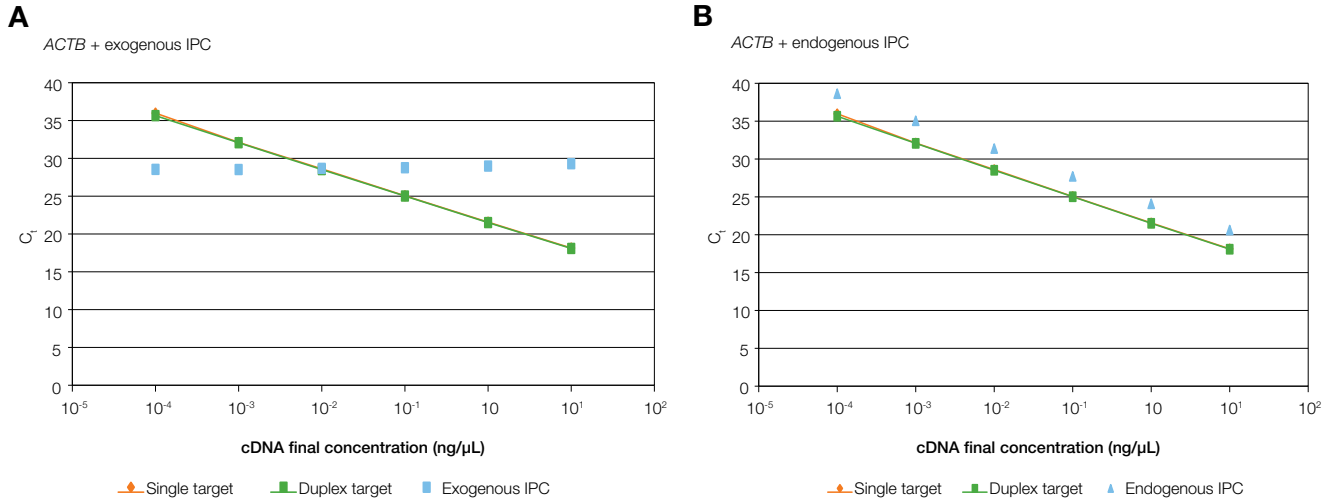 A
ACTB + exogenous IPC
40
35
30
25
20
15
10
5
0
Cₜ
10⁻⁵ 10⁻⁴ 10⁻³ 10⁻² 10⁻¹ 10 10¹ 10²
cDNA final concentration (ng/µL)
Single target Duplex target Exogenous IPC
B
ACTB + endogenous IPC
40
35
30
25
20
15
10
5
0
Cₜ
10⁻⁵ 10⁻⁴ 10⁻³ 10⁻² 10⁻¹ 10 10¹ 10²
cDNA final concentration (ng/µL)
Single target Duplex target Endogenous IPC